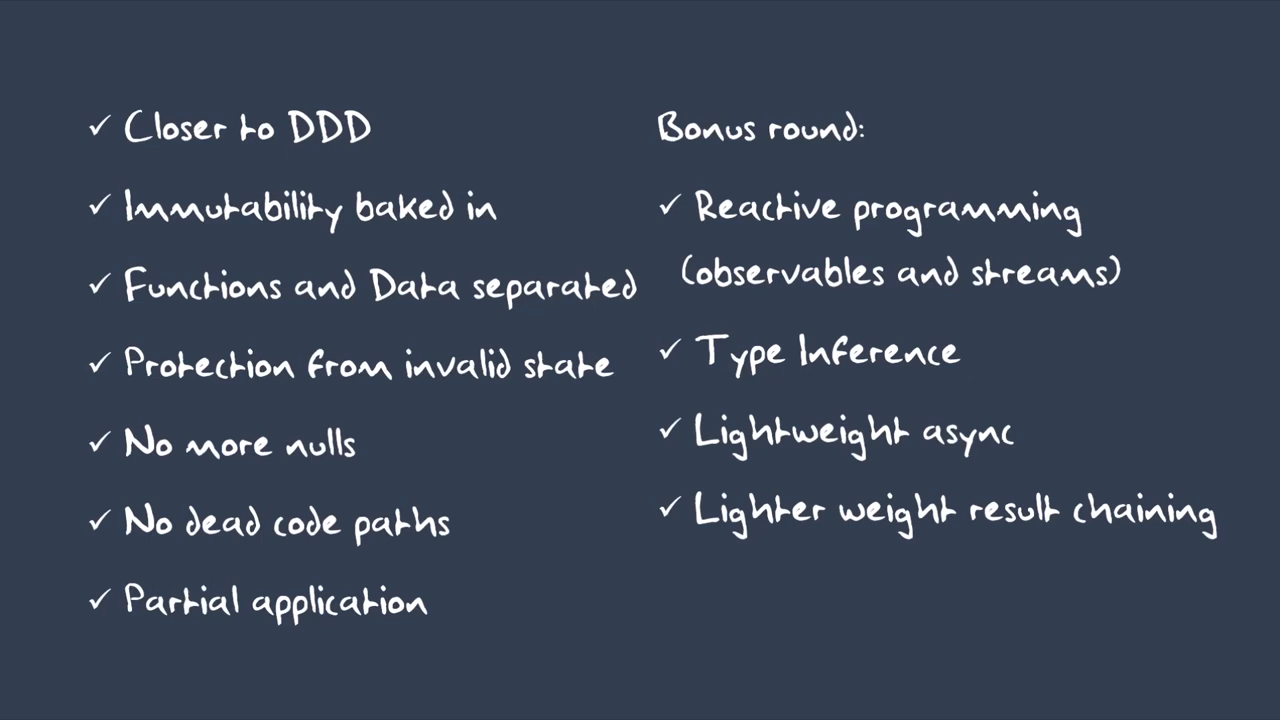 ✓ Closer to DDD
✓ Immutability baked in
✓ Functions and Data separated
✓ Protection from invalid state
✓ No more nulls
✓ No dead code paths
✓ Partial application
Bonus round:
✓ Reactive programming
(observables and streams)
✓ Type Inference
✓ Lightweight async
✓ Lighter weight result chaining